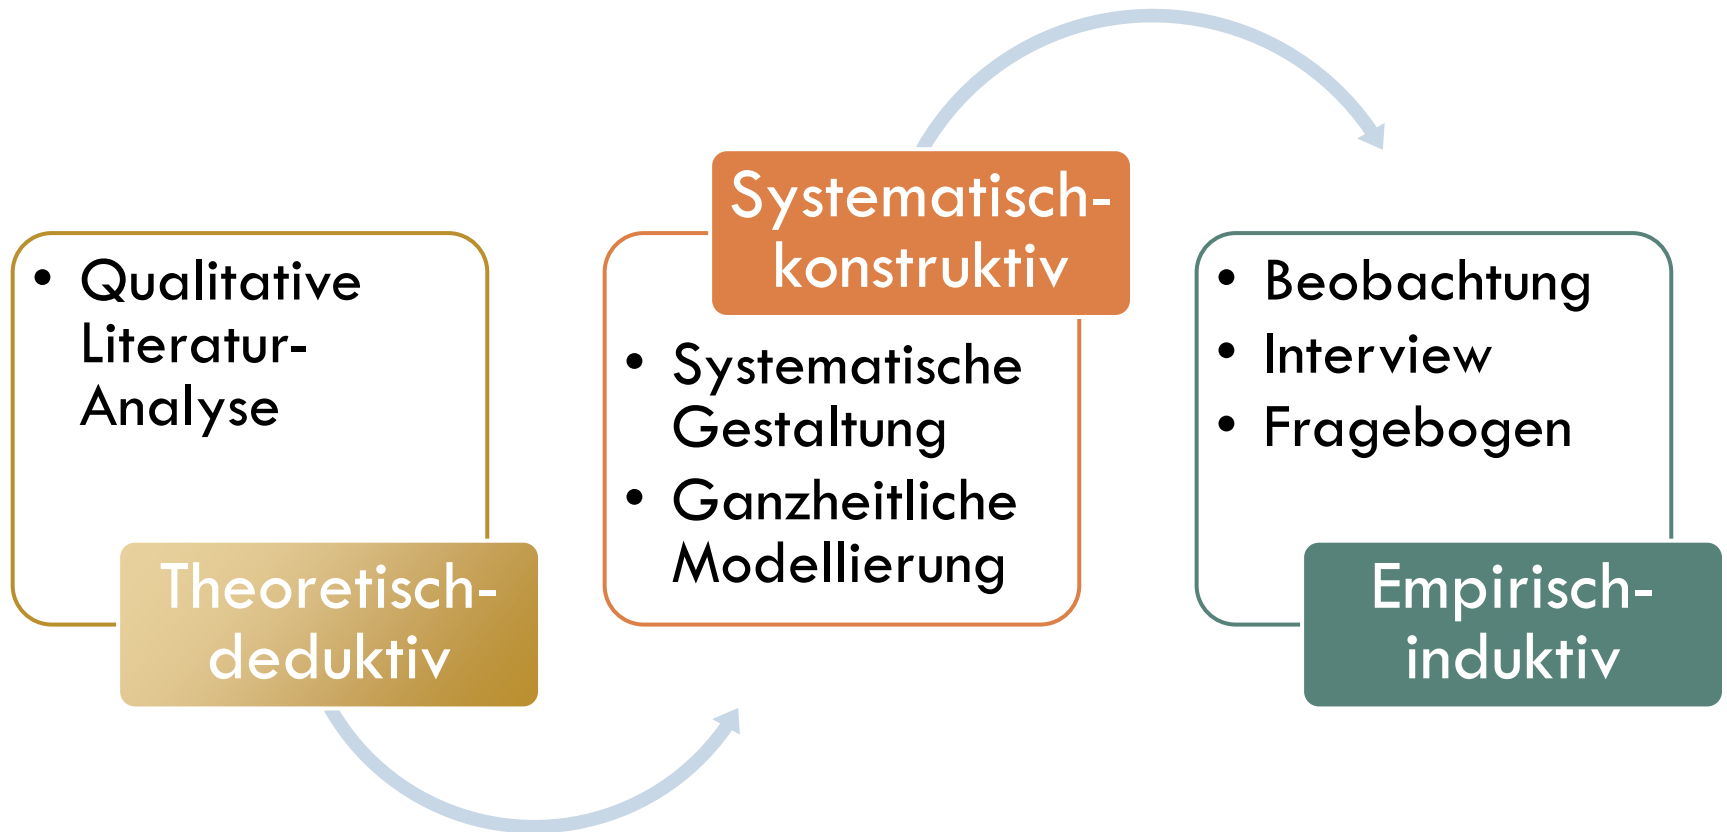 • Qualitative
Literatur-
Analyse
Theoretisch-
deduktiv
Systematisch-
konstruktiv
• Systematische
Gestaltung
• Ganzheitliche
Modellierung
• Beobachtung
• Interview
• Fragebogen
Empirisch-
induktiv